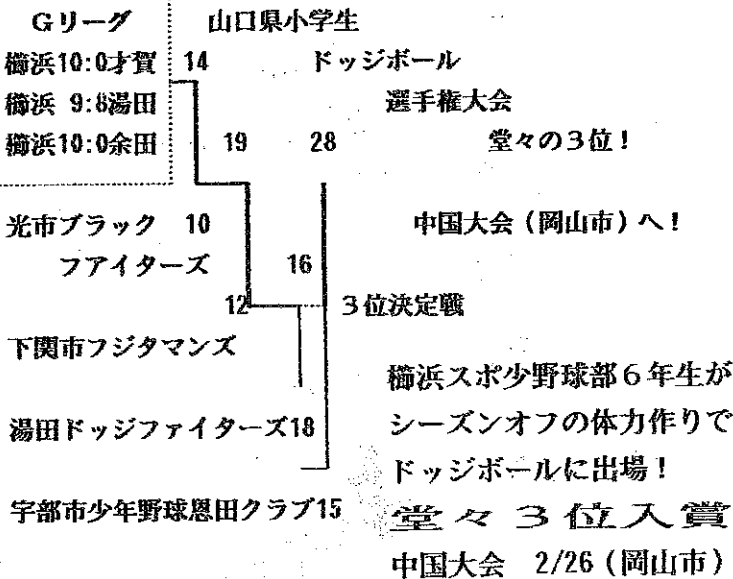 Gリーグ 山口県小学生
櫛浜10:0才賀 14 ドッジボール
櫛浜 9:8湯田 選手権大会
櫛浜10:0余田 19 28 堂々の3位!
光市ブラック 10 中国大会(岡山市)へ!
フアイターズ 16
12 3位決定戦
下関市フジタマンズ
櫛浜スポ少野球部6年生が
湯田ドッジファイターズ18 シーズンオフの体力作りで
ドッジボールに出場!
宇部市少年野球恩田クラブ15 堂々3位入賞
中国大会 2/26(岡山市)